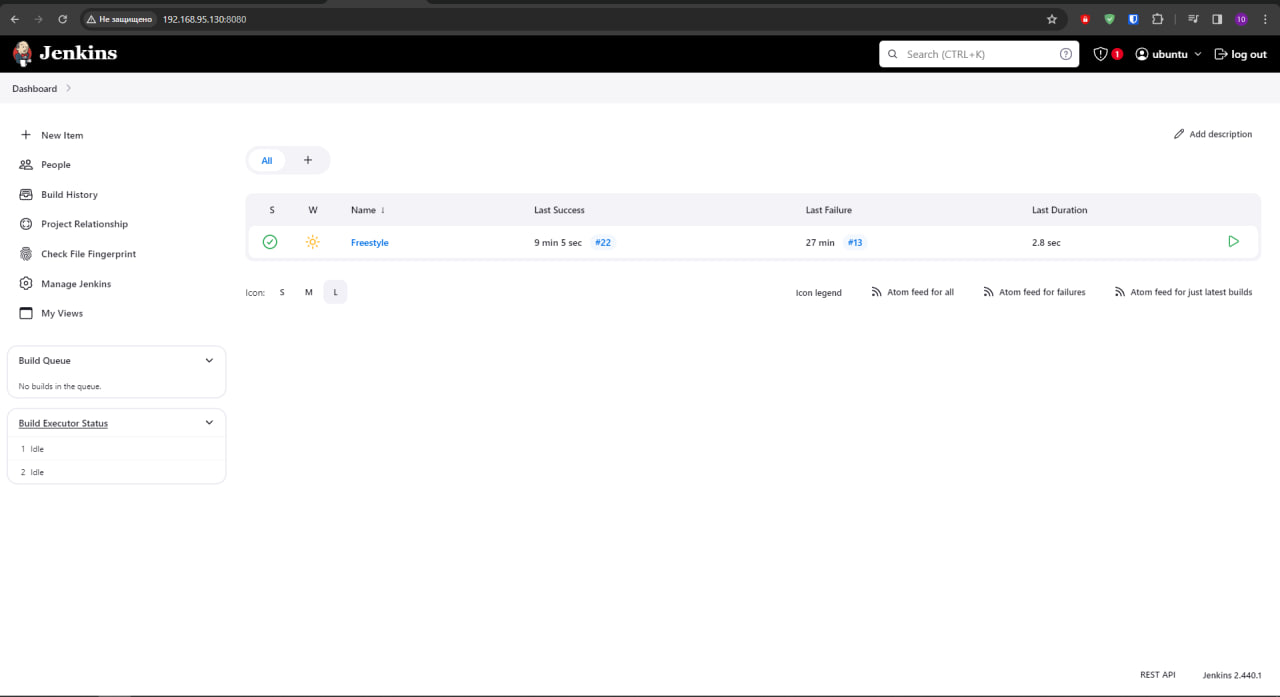 Не защищено 192.168.95.130:8080 10
Jenkins Search (CTRL+K) 1 ubuntu log out
Dashboard
New Item
People
Build History
Project Relationship
Check File Fingerprint
Manage Jenkins
My Views
Build Queue
No builds in the queue.
Build Executor Status
1 Idle
2 Idle
Add description
All +
S W Name ↓ Last Success Last Failure Last Duration
Freestyle 9 min 5 sec #22 27 min #13 2.8 sec
Icon: S M L Icon legend Atom feed for all Atom feed for failures Atom feed for just latest builds
REST API Jenkins 2.440.1